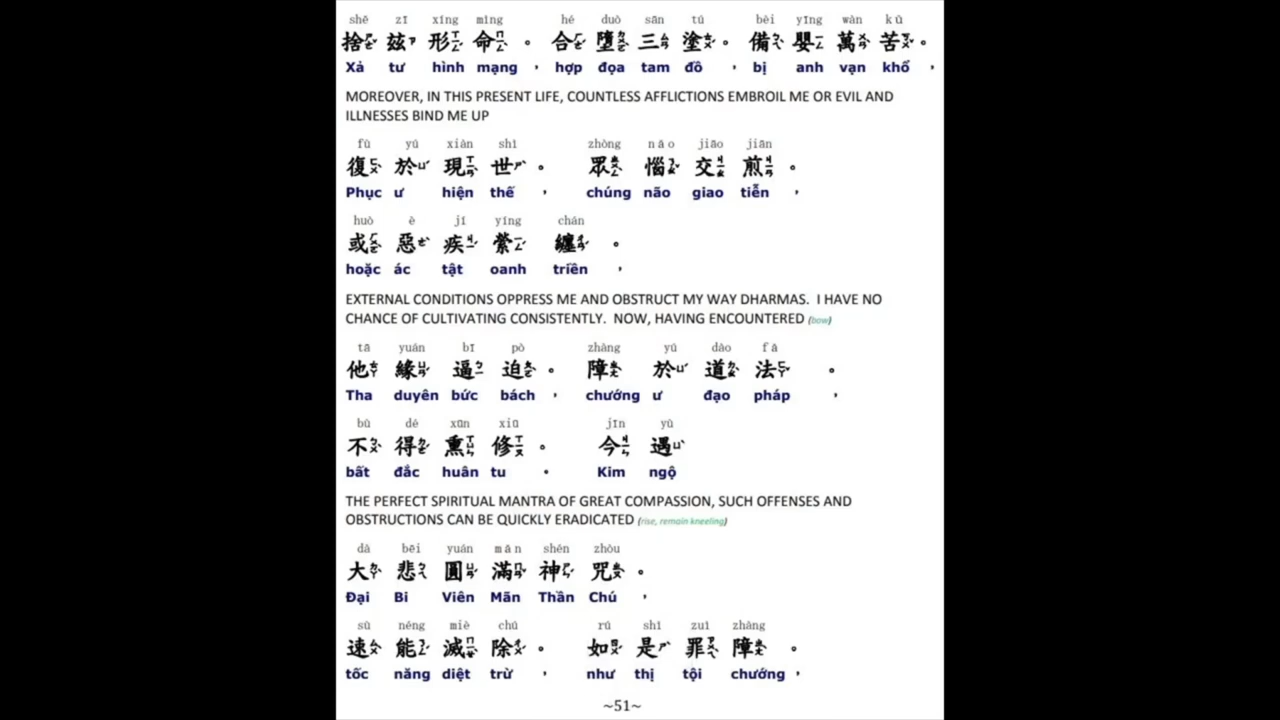 shě zī xíng mìng hé duò sān tú bèi yīng wàn kǔ
捨茲形命。合墮三塗。備嬰萬苦。
Xả tư hình mạng , hợp đọa tam đồ , bị anh vạn khổ ,
MOREOVER, IN THIS PRESENT LIFE, COUNTLESS AFFLICTIONS EMBROIL ME OR EVIL AND
ILLNESSES BIND ME UP
fù yú xiàn shì zhòng nǎo jiāo jiān
復於現世。眾惱交煎。
Phục ư hiện thế , chúng não giao tiễn ,
huò è jí yíng chán
或惡疾縈纏。
hoặc ác tật oanh triền ,
EXTERNAL CONDITIONS OPPRESS ME AND OBSTRUCT MY WAY DHARMAS. I HAVE NO
CHANCE OF CULTIVATING CONSISTENTLY. NOW, HAVING ENCOUNTERED (bow)
tā yuán bī pò zhàng yú dào fǎ
他緣逼迫。障於道法。
Tha duyên bức bách , chướng ư đạo pháp ,
bù dé xūn xiū jīn yù
不得熏修。今遇
bất đắc huân tu . Kim ngộ
THE PERFECT SPIRITUAL MANTRA OF GREAT COMPASSION, SUCH OFFENSES AND
OBSTRUCTIONS CAN BE QUICKLY ERADICATED (rise, remain kneeling)
dà bēi yuán mǎn shén zhòu
大悲圓滿神咒。
Đại Bi Viên Mãn Thần Chú ,
sù néng miè chú rú shì zuì zhàng
速能滅除。如是罪障。
tốc năng diệt trừ , như thị tội chướng ,
~51~